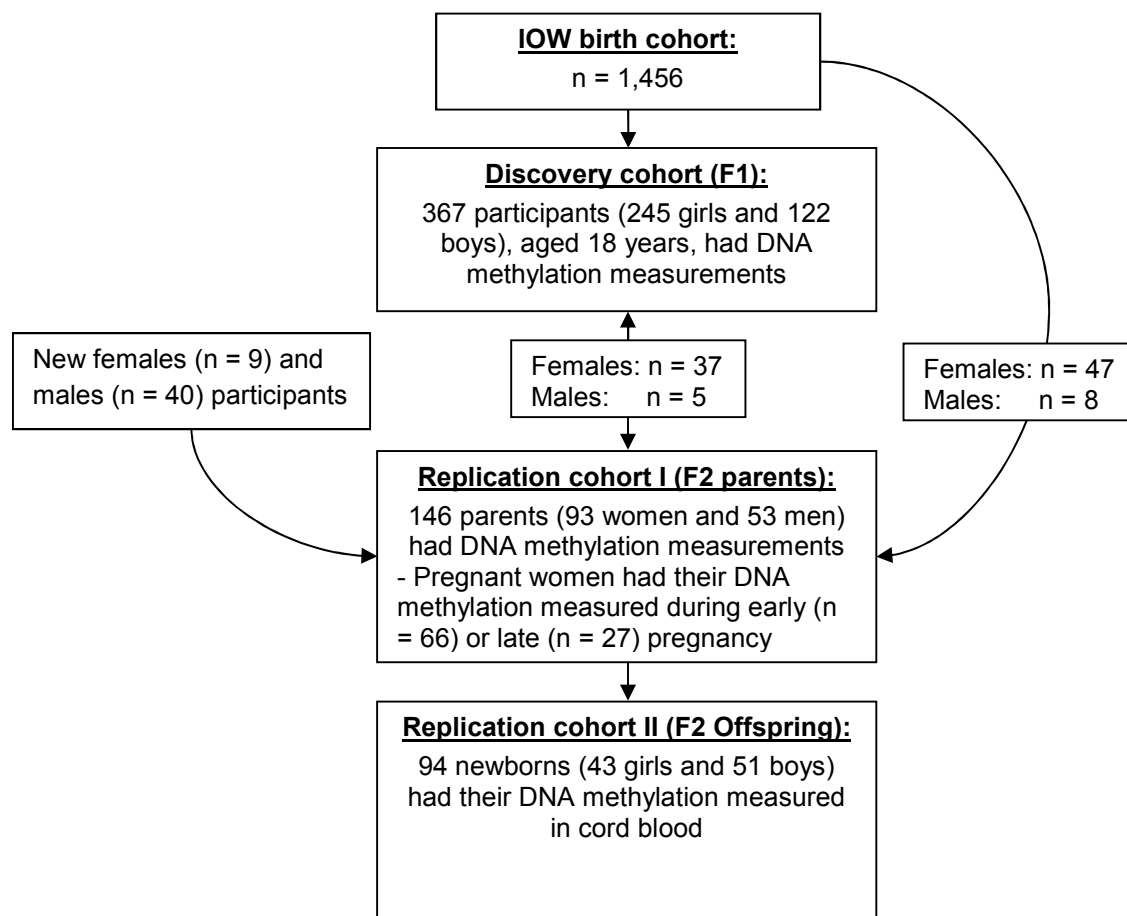 IOW birth cohort:
n = 1,456
Discovery cohort (F1):
367 participants (245 girls and 122
boys), aged 18 years, had DNA
methylation measurements
New females (n = 9) and
males (n = 40) participants
Females: n = 37
Males: n = 5
Females: n = 47
Males: n = 8
Replication cohort I (F2 parents):
146 parents (93 women and 53 men)
had DNA methylation measurements
- Pregnant women had their DNA
methylation measured during early (n
= 66) or late (n = 27) pregnancy
Replication cohort II (F2 Offspring):
94 newborns (43 girls and 51 boys)
had their DNA methylation measured
in cord blood